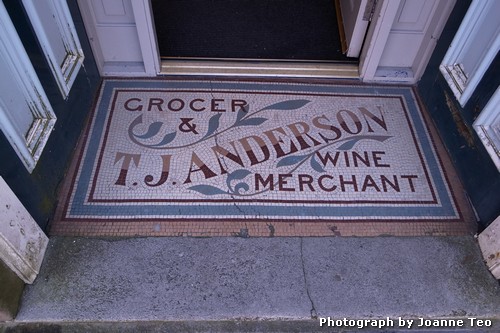 GROCER
&
T.J. ANDERSON
WINE
MERCHANT
Photograph by Joanne Teo